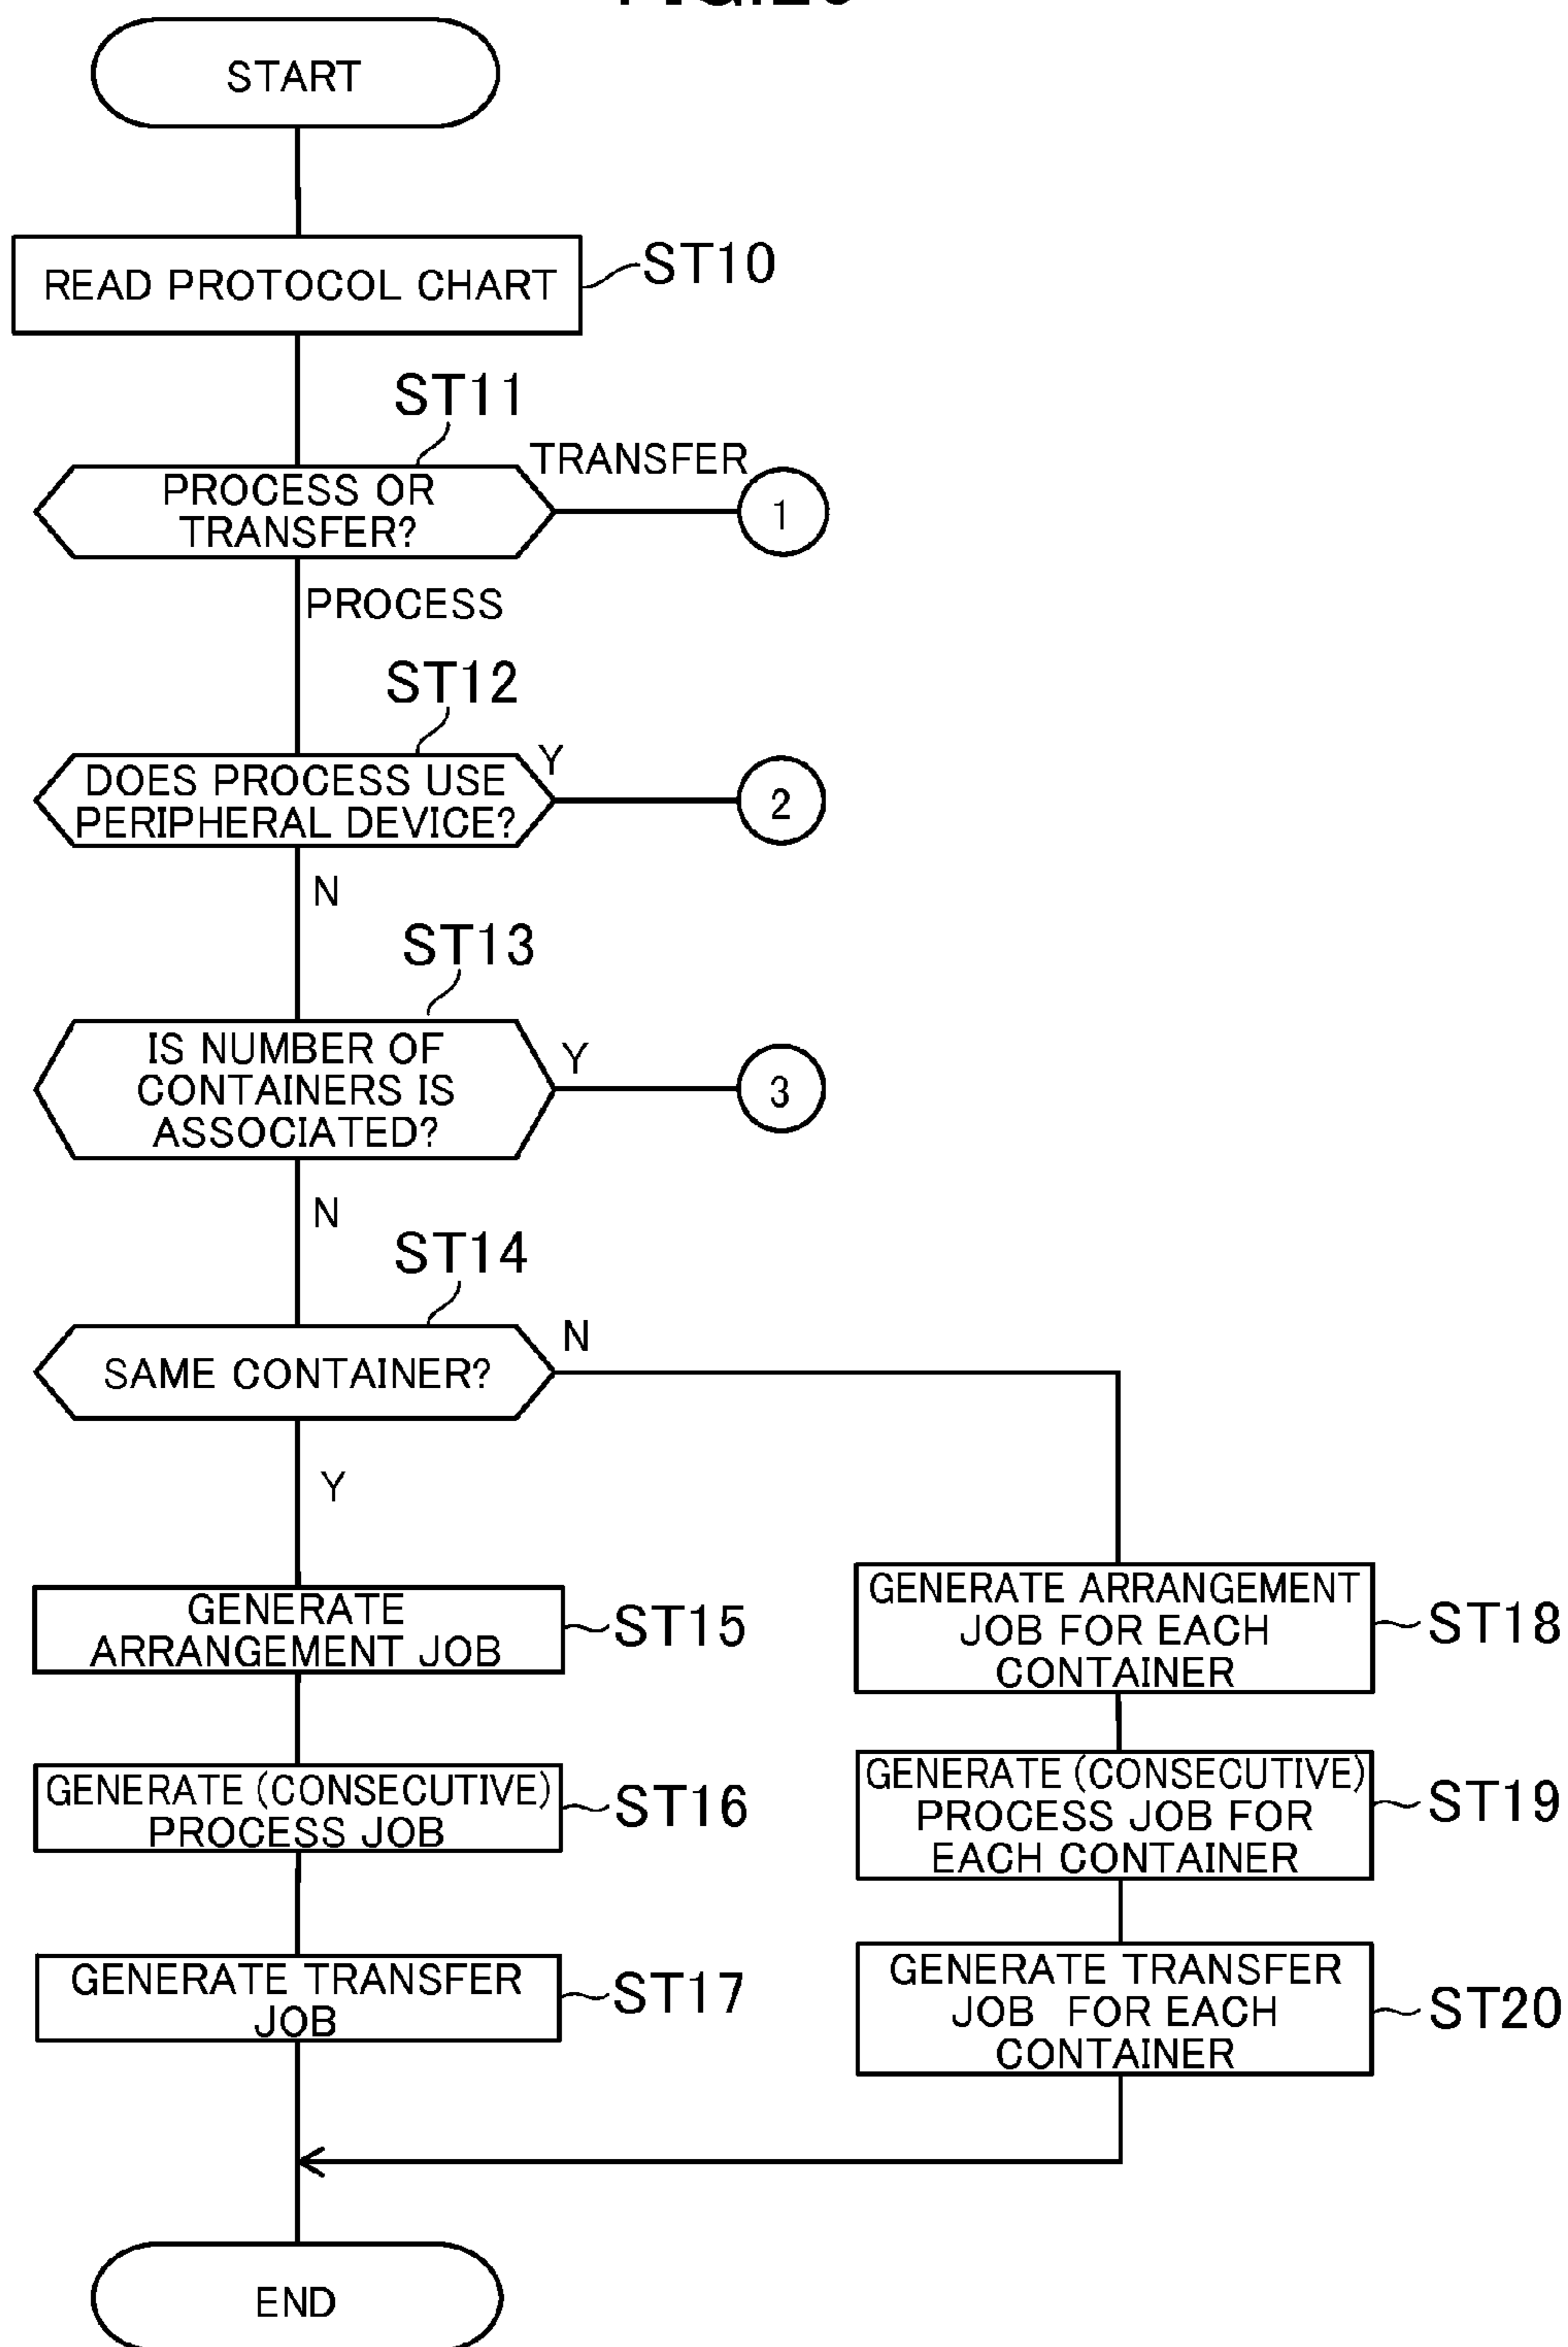 START
READ PROTOCOL CHART
ST10
ST11
PROCESS OR
TRANSFER?
TRANSFER
1
PROCESS
ST12
DOES PROCESS USE
PERIPHERAL DEVICE?
Y
2
N
ST13
IS NUMBER OF
CONTAINERS IS
ASSOCIATED?
Y
3
N
ST14
SAME CONTAINER?
N
Y
GENERATE
ARRANGEMENT JOB
ST15
GENERATE (CONSECUTIVE)
PROCESS JOB
ST16
GENERATE TRANSFER
JOB
ST17
GENERATE ARRANGEMENT
JOB FOR EACH
CONTAINER
ST18
GENERATE (CONSECUTIVE)
PROCESS JOB FOR
EACH CONTAINER
ST19
GENERATE TRANSFER
JOB FOR EACH
CONTAINER
ST20
END